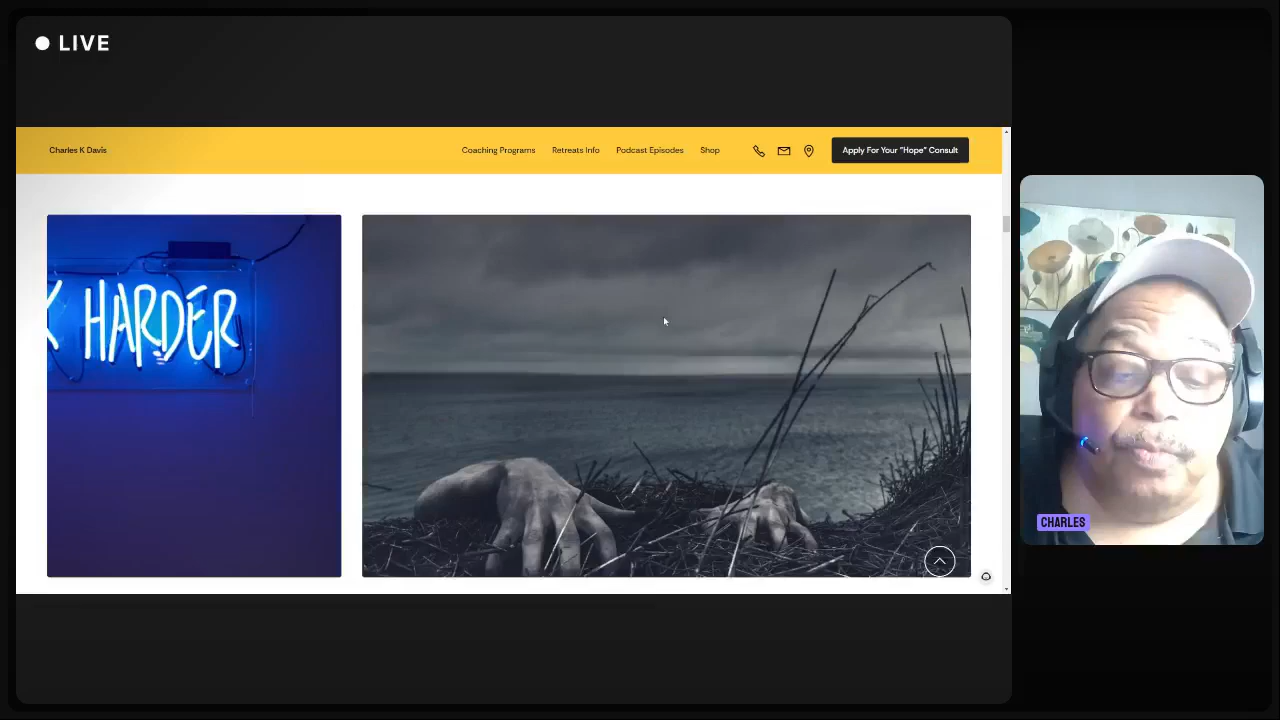 LIVE
Charles K Davis
Coaching Programs
Retreats Info
Podcast Episodes
Shop
Apply For Your "Hope" Consult
HARDER
CHARLES